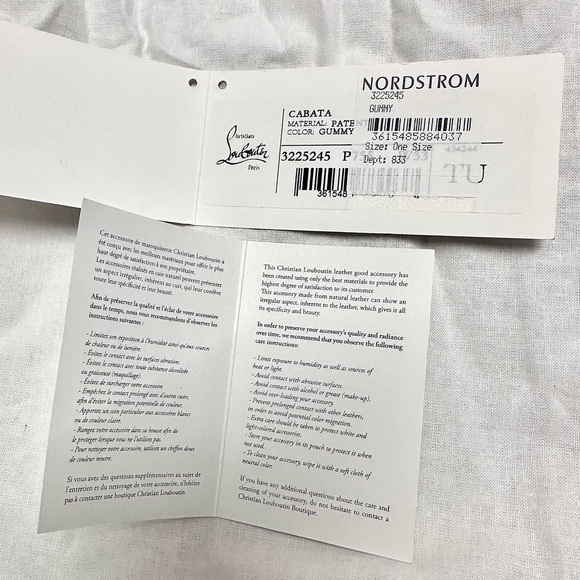 NORDSTROM
3225245
GUMMY
3615485884037
Size: One Size
Dept: 833
434244
TU
Christian
Louboutin
Paris
CABATA
MATERIAL: PATENT
COLOR: GUMMY
3225245 P
361548
Cet accessoire de maroquinerie Christian Louboutin a
été conçu avec les meilleurs matériaux pour offrir le plus
haut degré de satisfaction à son propriétaire.
Les accessoires réalisés en cuir naturel peuvent présenter
un aspect irrégulier, inhérent au cuir, qui leur confère
toute leur spécificité et leur beauté.
Afin de préserver la qualité et l'éclat de votre accessoire
dans le temps, nous vous recommandons d'observer les
instructions suivantes :
- Limitez son exposition à l'humidité ainsi qu'aux sources
de chaleur ou de lumière.
- Évitez le contact avec les surfaces abrasives.
- Évitez le contact avec toute substance alcoolisée
ou graisseuse (maquillage).
- Évitez de surcharger votre accessoire.
- Empêchez le contact prolongé avec d'autres cuirs,
afin d'éviter la migration potentielle de couleur.
- Apportez un soin particulier aux accessoires blancs
ou de couleur claire.
- Rangez votre accessoire dans sa housse afin de
le protéger lorsque vous ne l'utilisez pas.
- Pour nettoyer votre accessoire, utilisez un chiffon doux
de couleur neutre.
Si vous avez des questions supplémentaires au sujet de
l'entretien et du nettoyage de votre accessoire, n'hésitez
pas à contacter une boutique Christian Louboutin.
This Christian Louboutin leather good accessory has
been created using only the best materials to provide the
highest degree of satisfaction to its customer.
This accessory made from natural leather can show an
irregular aspect, inherent to the leather, which gives it all
its specificity and beauty.
In order to preserve your accessory's quality and radiance
over time, we recommend that you observe the following
care instructions:
- Limit exposure to humidity as well as sources of
heat or light.
- Avoid contact with abrasive surfaces.
- Avoid contact with alcohol or grease (make-up).
- Avoid over-loading your accessory.
- Prevent prolonged contact with other leathers,
in order to avoid potential color migration.
- Extra care should be taken to protect white and
light-colored accessories.
- Store your accessory in its pouch to protect it when
not used.
- To clean your accessory, wipe it with a soft cloth of
neutral color.
If you have any additional questions about the care and
cleaning of your accessory, do not hesitate to contact a
Christian Louboutin Boutique.